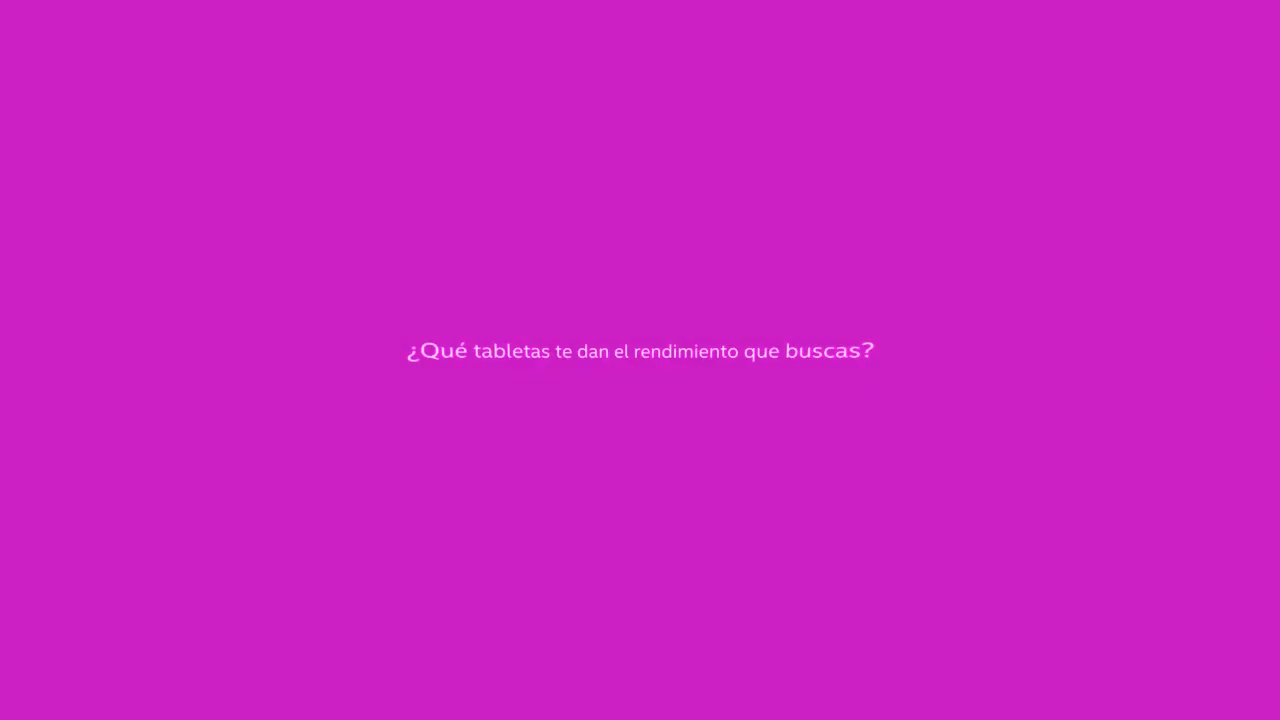 ¿Qué tabletas te dan el rendimiento que buscas?